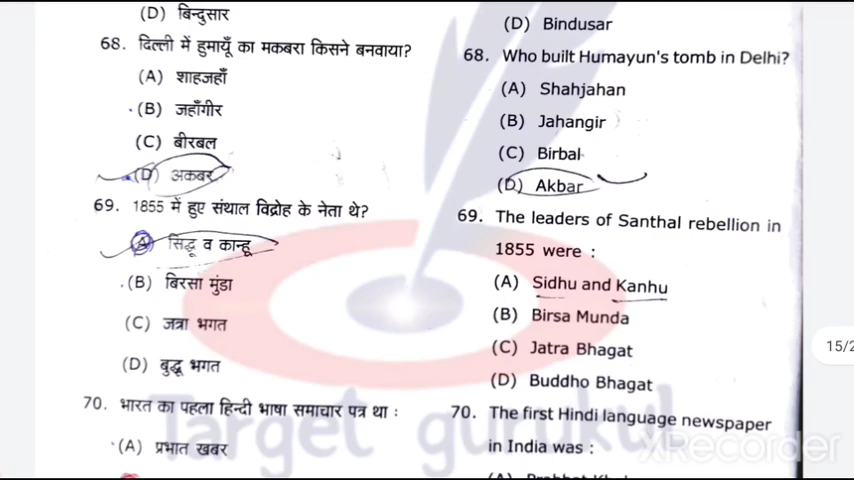 (D) बिन्दुसार
68. दिल्ली में हुमायूँ का मकबरा किसने बनवाया?
(A) शाहजहाँ
(B) जहाँगीर
(C) बीरबल
(D) अकबर
69. 1855 में हुए संथाल विद्रोह के नेता थे?
(A) सिद्धू व कान्हू
(B) बिरसा मुंडा
(C) जत्रा भगत
(D) बुद्धू भगत
70. भारत का पहला हिन्दी भाषा समाचार पत्र था :
(A) प्रभात खबर
(D) Bindusar
68. Who built Humayun's tomb in Delhi?
(A) Shahjahan
(B) Jahangir
(C) Birbal
(D) Akbar
69. The leaders of Santhal rebellion in
1855 were :
(A) Sidhu and Kanhu
(B) Birsa Munda
(C) Jatra Bhagat
(D) Buddho Bhagat
70. The first Hindi language newspaper
in India was :
15/2
Target gurukul
XRecorder